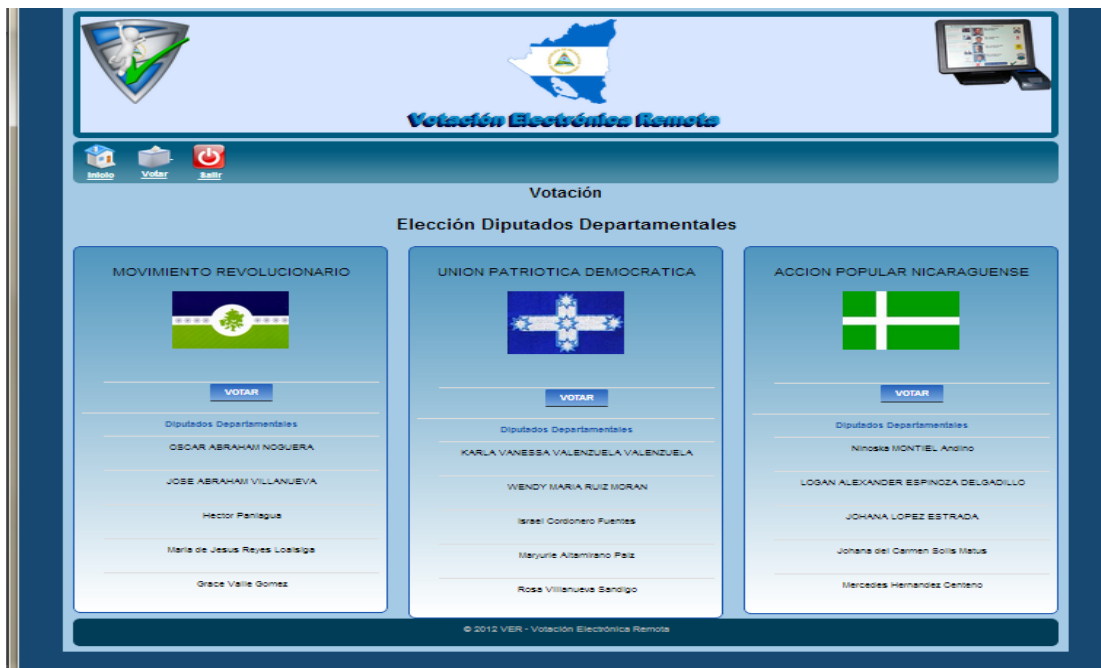 Votación Electrónica Remota
Inicio
Votar
Salir
Votación
Elección Diputados Departamentales
MOVIMIENTO REVOLUCIONARIO
VOTAR
Diputados Departamentales
OSCAR ABRAHAM NOGUERA
JOSE ABRAHAM VILLANUEVA
Hector Paniagua
Maria de Jesus Reyes Loaisiga
Grace Valle Gomez
UNION PATRIOTICA DEMOCRATICA
VOTAR
Diputados Departamentales
KARLA VANESSA VALENZUELA VALENZUELA
WENDY MARIA RUIZ MORAN
Israel Cordonero Fuentes
Maryurie Altamirano Paiz
Rosa Villanueva Sandigo
ACCION POPULAR NICARAGUENSE
VOTAR
Diputados Departamentales
Ninoska MONTIEL Andino
LOGAN ALEXANDER ESPINOZA DELGADILLO
JOHANA LOPEZ ESTRADA
Johana del Carmen Solis Matus
Mercedes Hernandez Centeno
© 2012 VER - Votación Electrónica Remota